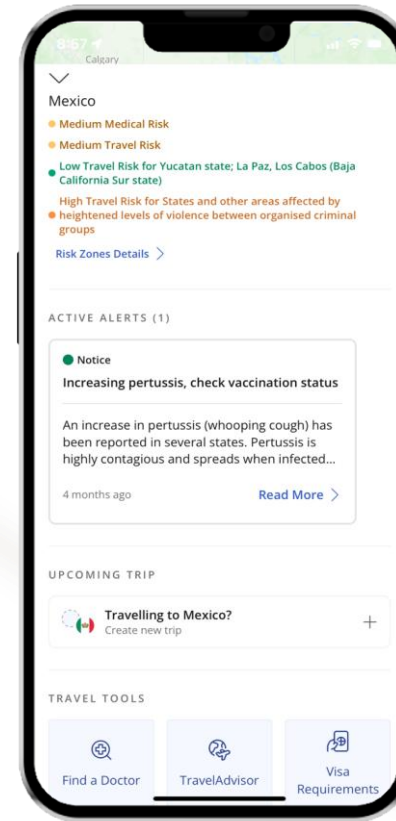 8:57
Calgary
Mexico
Medium Medical Risk
Medium Travel Risk
Low Travel Risk for Yucatan state; La Paz, Los Cabos (Baja
California Sur state)
High Travel Risk for States and other areas affected by
heightened levels of violence between organised criminal
groups
Risk Zones Details
ACTIVE ALERTS (1)
Notice
Increasing pertussis, check vaccination status
An increase in pertussis (whooping cough) has
been reported in several states. Pertussis is
highly contagious and spreads when infected...
4 months ago Read More
UPCOMING TRIP
Travelling to Mexico?
Create new trip
TRAVEL TOOLS
Find a Doctor
TravelAdvisor
Visa
Requirements